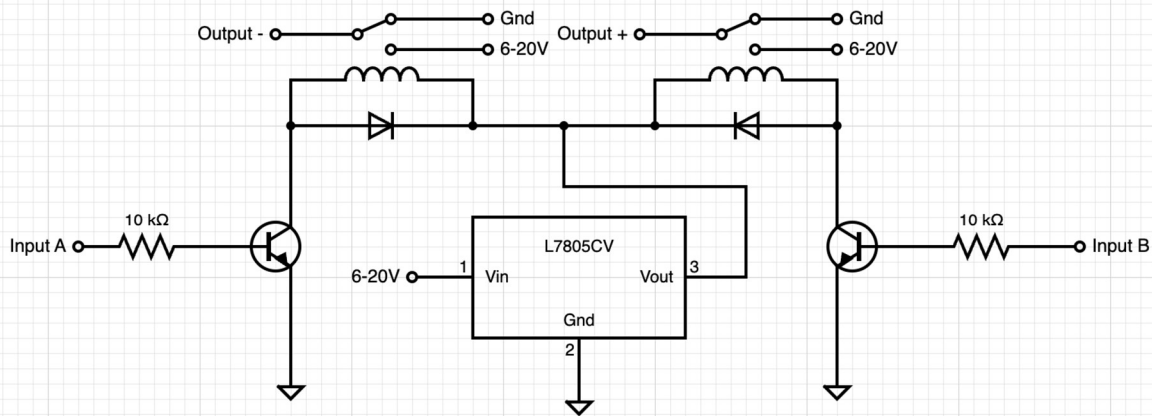 Gnd
Output -
6-20V
Gnd
Output +
6-20V
10 kΩ
Input A
L7805CV
10 kΩ
Input B
6-20V
1
Vin
Vout
3
Gnd
2